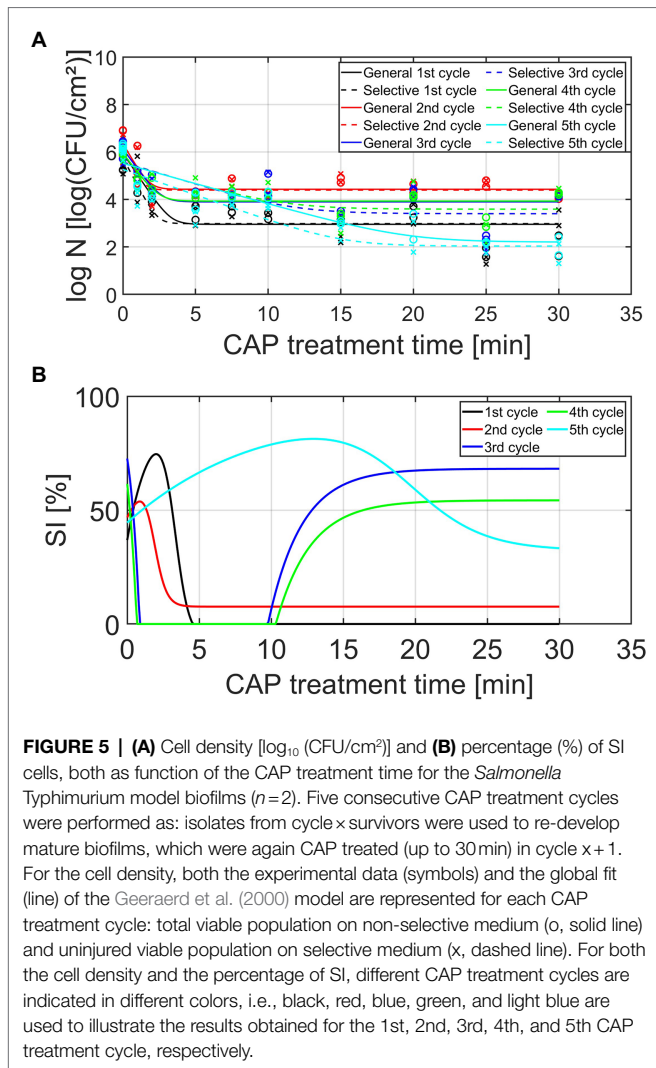 A
log N [log(CFU/cm²)]
10
8
6
4
2
0
General 1st cycle
Selective 1st cycle
General 2nd cycle
Selective 2nd cycle
General 3rd cycle
Selective 3rd cycle
General 4th cycle
Selective 4th cycle
General 5th cycle
Selective 5th cycle
0 5 10 15 20 25 30 35
CAP treatment time [min]
B
SI [%]
100
50
0
1st cycle
2nd cycle
3rd cycle
4th cycle
5th cycle
0 5 10 15 20 25 30 35
CAP treatment time [min]
FIGURE 5 | (A) Cell density [log₁₀ (CFU/cm²)] and (B) percentage (%) of SI
cells, both as function of the CAP treatment time for the Salmonella
Typhimurium model biofilms (n=2). Five consecutive CAP treatment cycles
were performed as: isolates from cycle × survivors were used to re-develop
mature biofilms, which were again CAP treated (up to 30 min) in cycle x + 1.
For the cell density, both the experimental data (symbols) and the global fit
(line) of the Geeraerd et al. (2000) model are represented for each CAP
treatment cycle: total viable population on non-selective medium (o, solid line)
and uninjured viable population on selective medium (x, dashed line). For both
the cell density and the percentage of SI, different CAP treatment cycles are
indicated in different colors, i.e., black, red, blue, green, and light blue are
used to illustrate the results obtained for the 1st, 2nd, 3rd, 4th, and 5th CAP
treatment cycle, respectively.